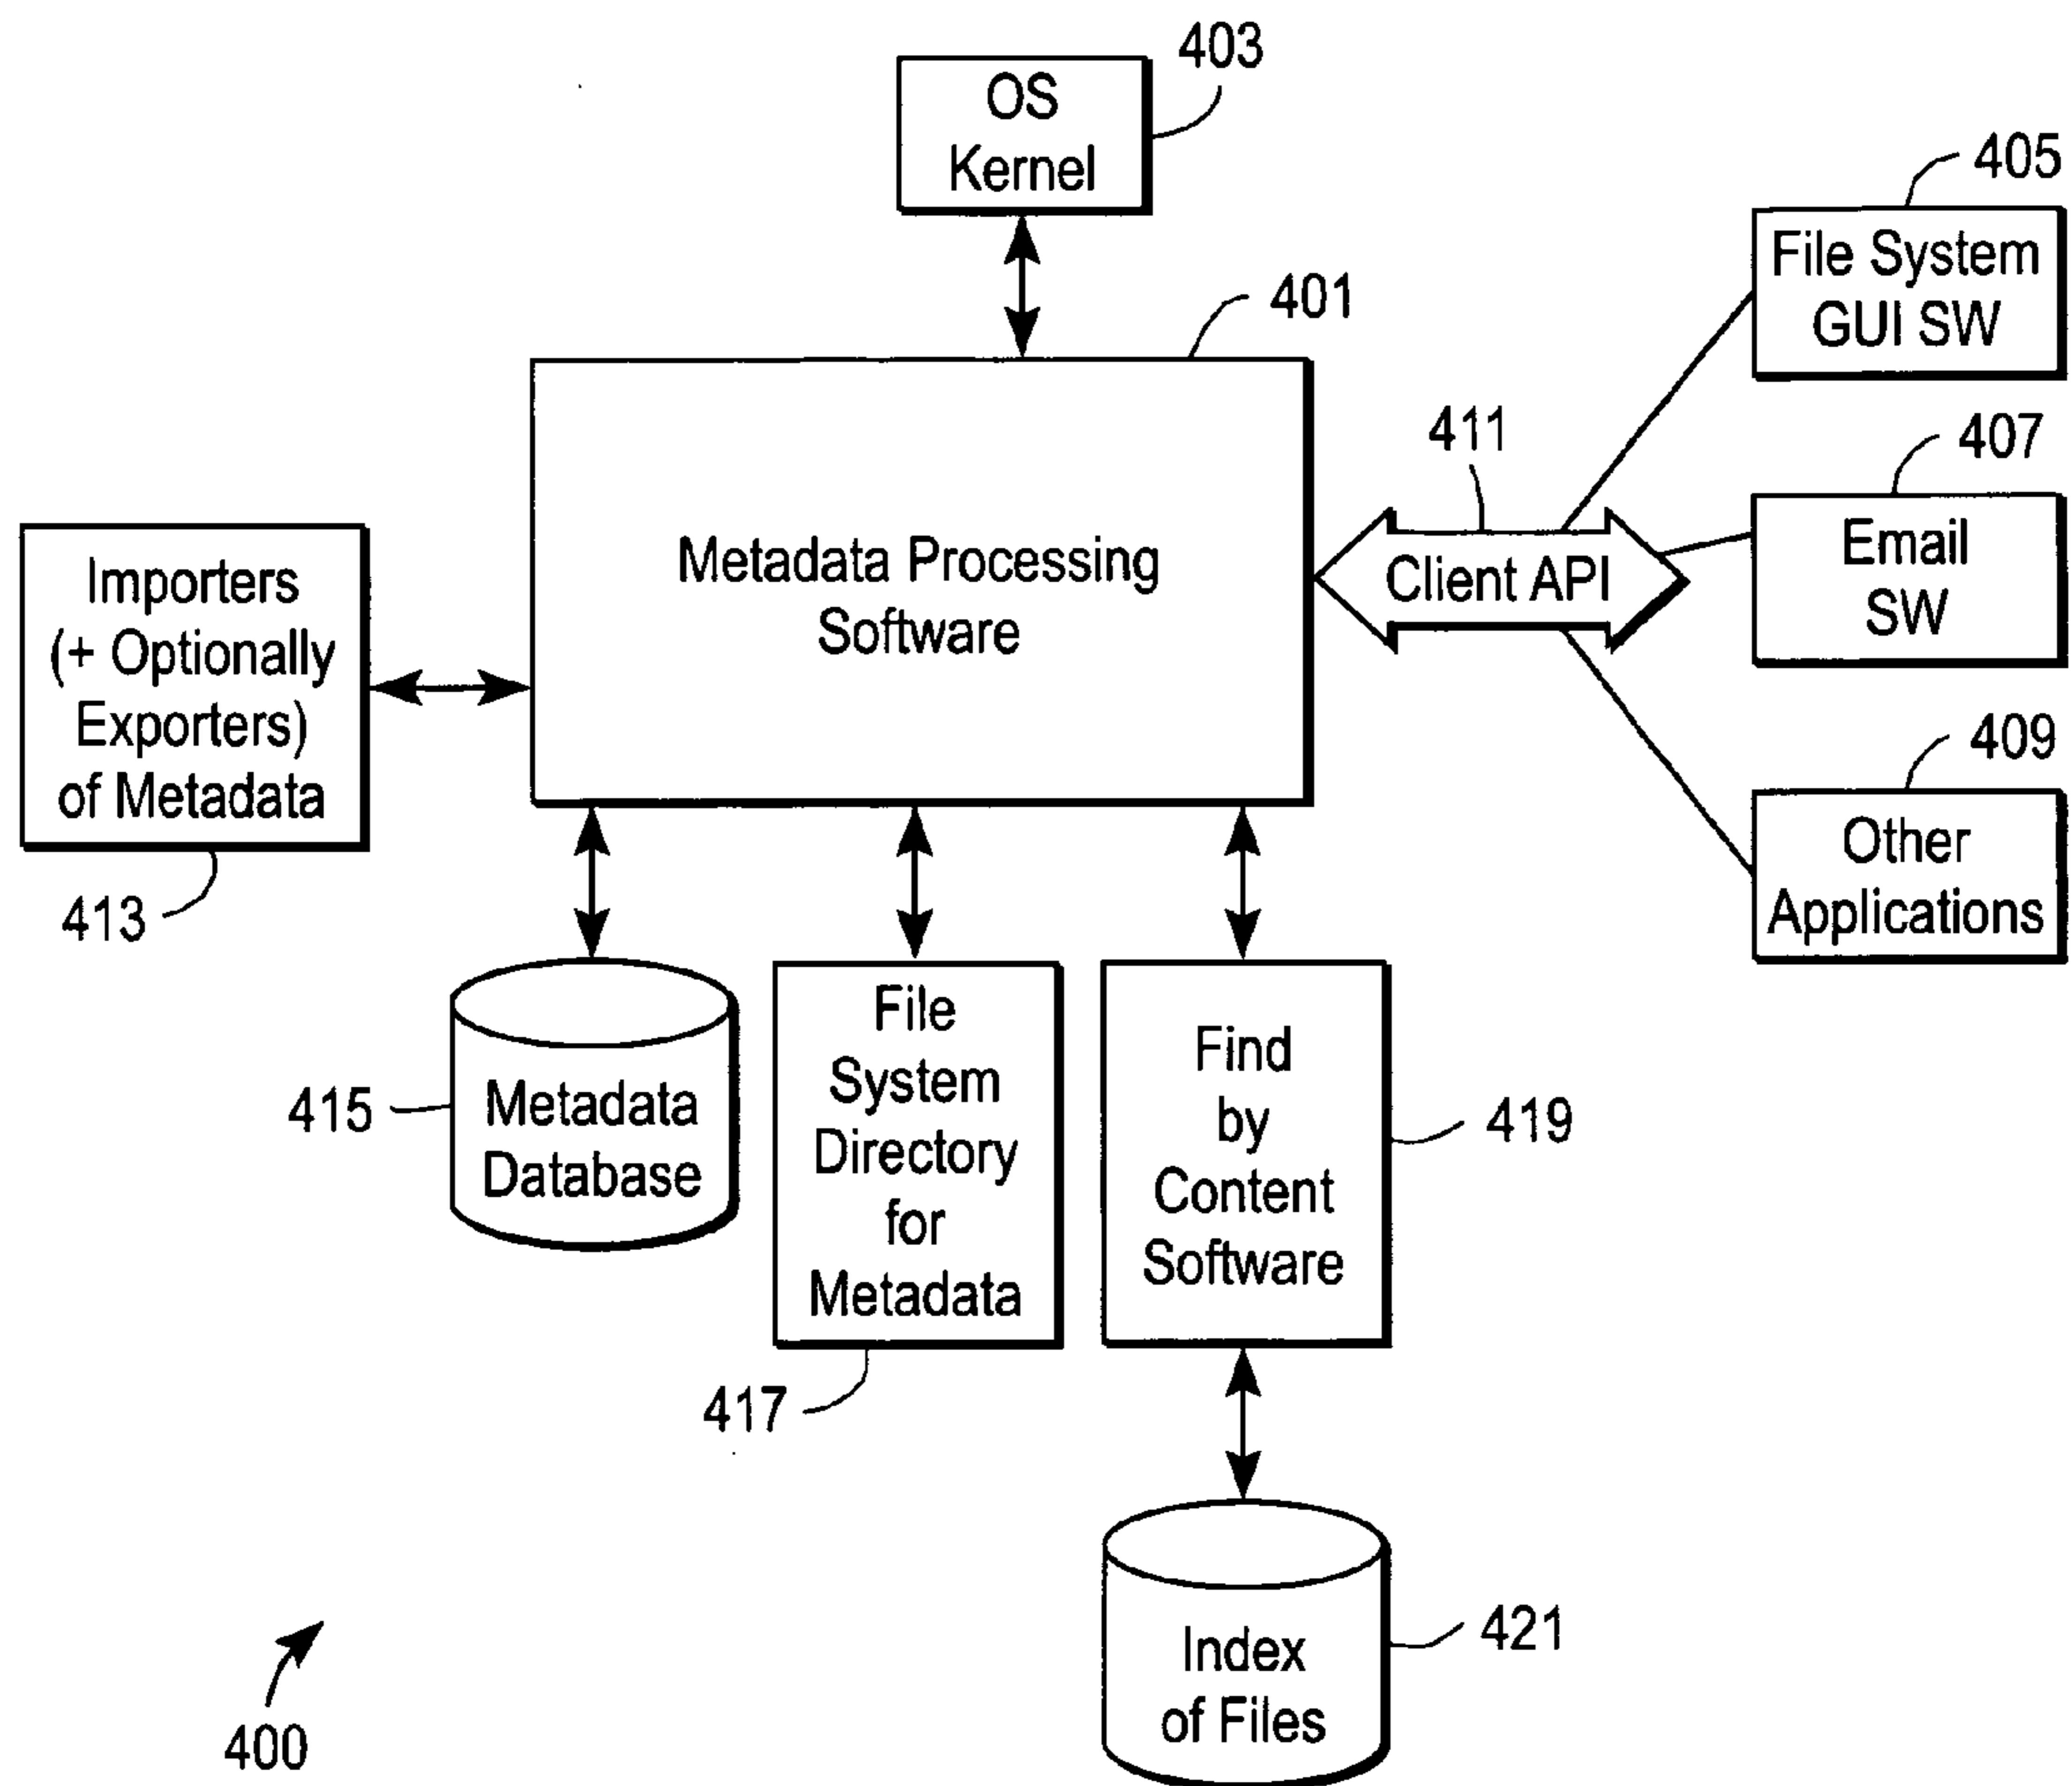 403
OS
Kernel
405
File System
GUI SW
401
411
407
Metadata Processing
Software
Client API
Email
SW
Importers
(+ Optionally
Exporters)
of Metadata
413
409
Other
Applications
415
Metadata
Database
File
System
Directory
for
Metadata
417
Find
by
Content
Software
419
Index
of Files
421
400